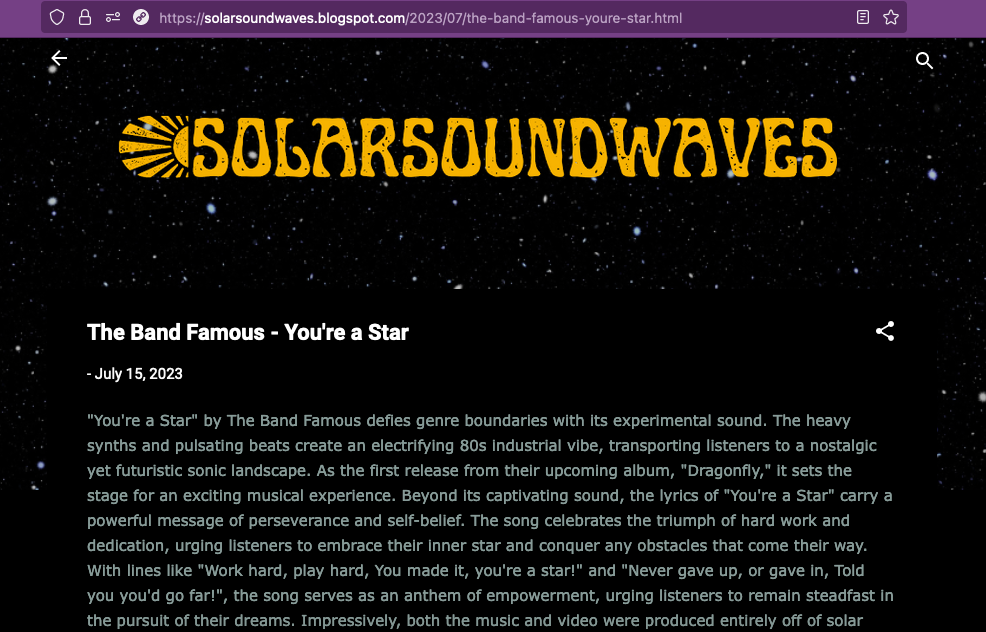 https://solarsoundwaves.blogspot.com/2023/07/the-band-famous-youre-star.html
SOLARSOUNDWAVES
The Band Famous - You're a Star
- July 15, 2023
"You're a Star" by The Band Famous defies genre boundaries with its experimental sound. The heavy
synths and pulsating beats create an electrifying 80s industrial vibe, transporting listeners to a nostalgic
yet futuristic sonic landscape. As the first release from their upcoming album, "Dragonfly," it sets the
stage for an exciting musical experience. Beyond its captivating sound, the lyrics of "You're a Star" carry a
powerful message of perseverance and self-belief. The song celebrates the triumph of hard work and
dedication, urging listeners to embrace their inner star and conquer any obstacles that come their way.
With lines like "Work hard, play hard, You made it, you're a star!" and "Never gave up, or gave in, Told
you you'd go far!", the song serves as an anthem of empowerment, urging listeners to remain steadfast in
the pursuit of their dreams. Impressively, both the music and video were produced entirely off of solar